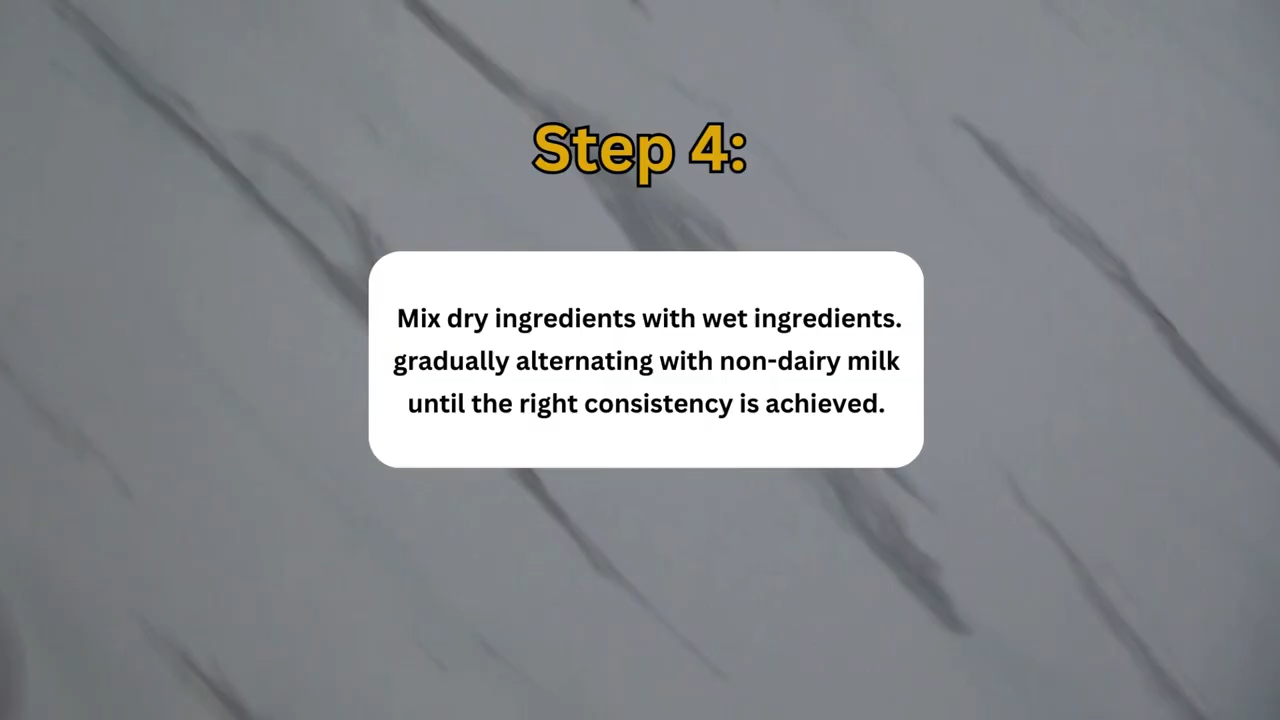 Step 4:
Mix dry ingredients with wet ingredients.
gradually alternating with non-dairy milk
until the right consistency is achieved.